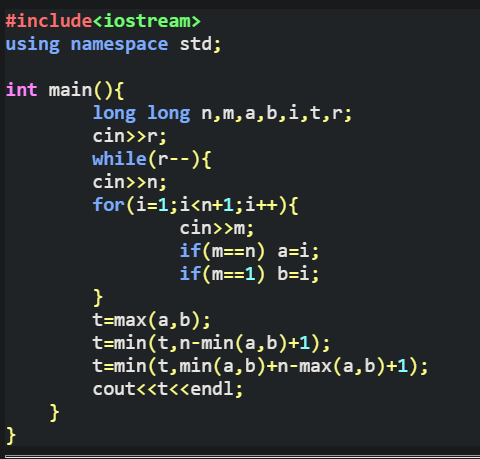 #include<iostream>
using namespace std;
int main(){
long long n,m,a,b,i,t,r;
cin>>r;
while(r--){
cin>>n;
for(i=1;i<n+1;i++){
cin>>m;
if(m==n) a=i;
if(m==1) b=i;
}
t=max(a,b);
t=min(t,n-min(a,b)+1);
t=min(t,min(a,b)+n-max(a,b)+1);
cout<<t<<endl;
}
}